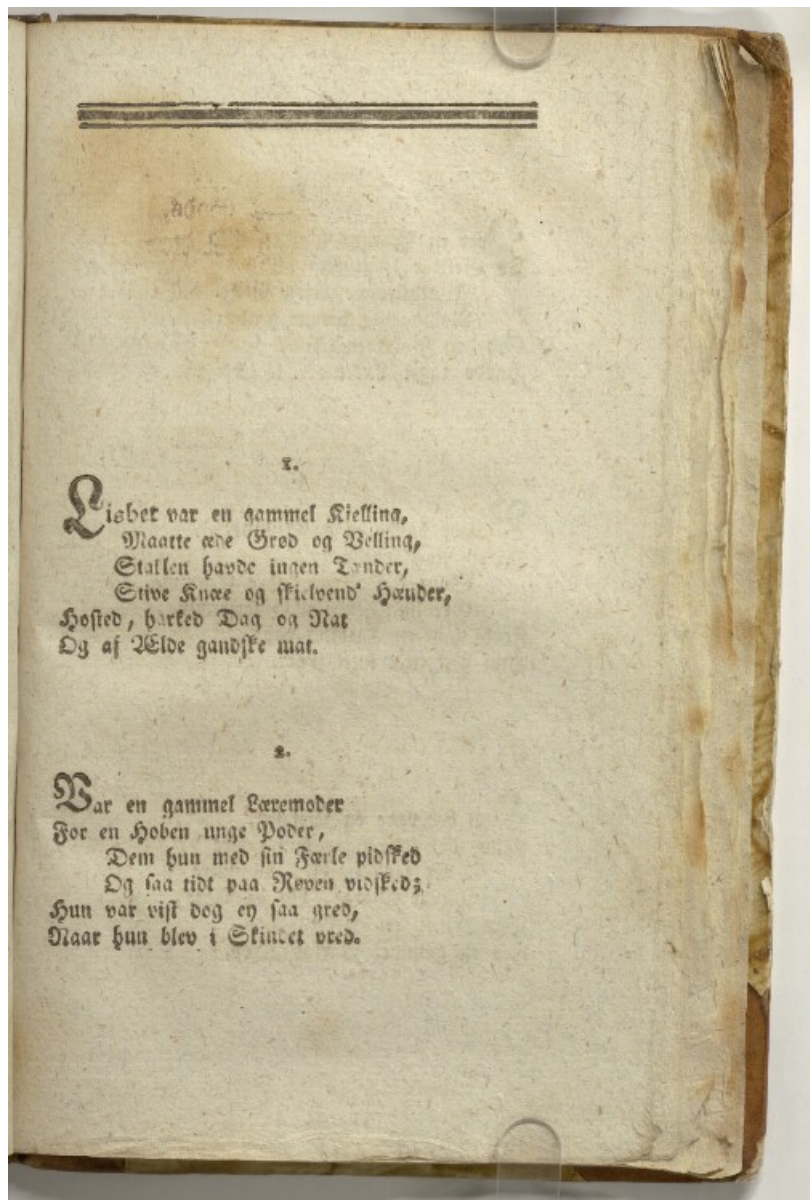 1.
Lisbet var en gammel Kielling,
Maatte æde Grød og Velling,
Stallen havde ingen Tænder,
Stive Knæe og skielvend' Hænder,
Hosted, harked Dag og Nat
Og af Ælde gandske mat.
2.
Var en gammel Læremoder
For en Hoben unge Poder,
Dem hun med sin Færle pidsked
Og saa tidt paa Røven vidsked;
Hun var vist dog ey saa gred,
Naar hun blev i Skindet vred.